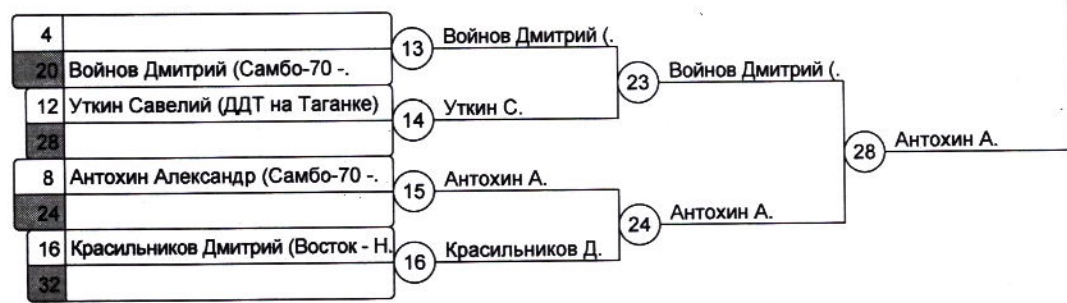 4
20 Войнов Дмитрий (Самбо-70 -.
12 Уткин Савелий (ДДТ на Таганке)
28
8 Антохин Александр (Самбо-70 -.
24
16 Красильников Дмитрий (Восток - Н.
32
13 Войнов Дмитрий (.
14 Уткин С.
15 Антохин А.
16 Красильников Д.
23 Войнов Дмитрий (.
24 Антохин А.
28 Антохин А.